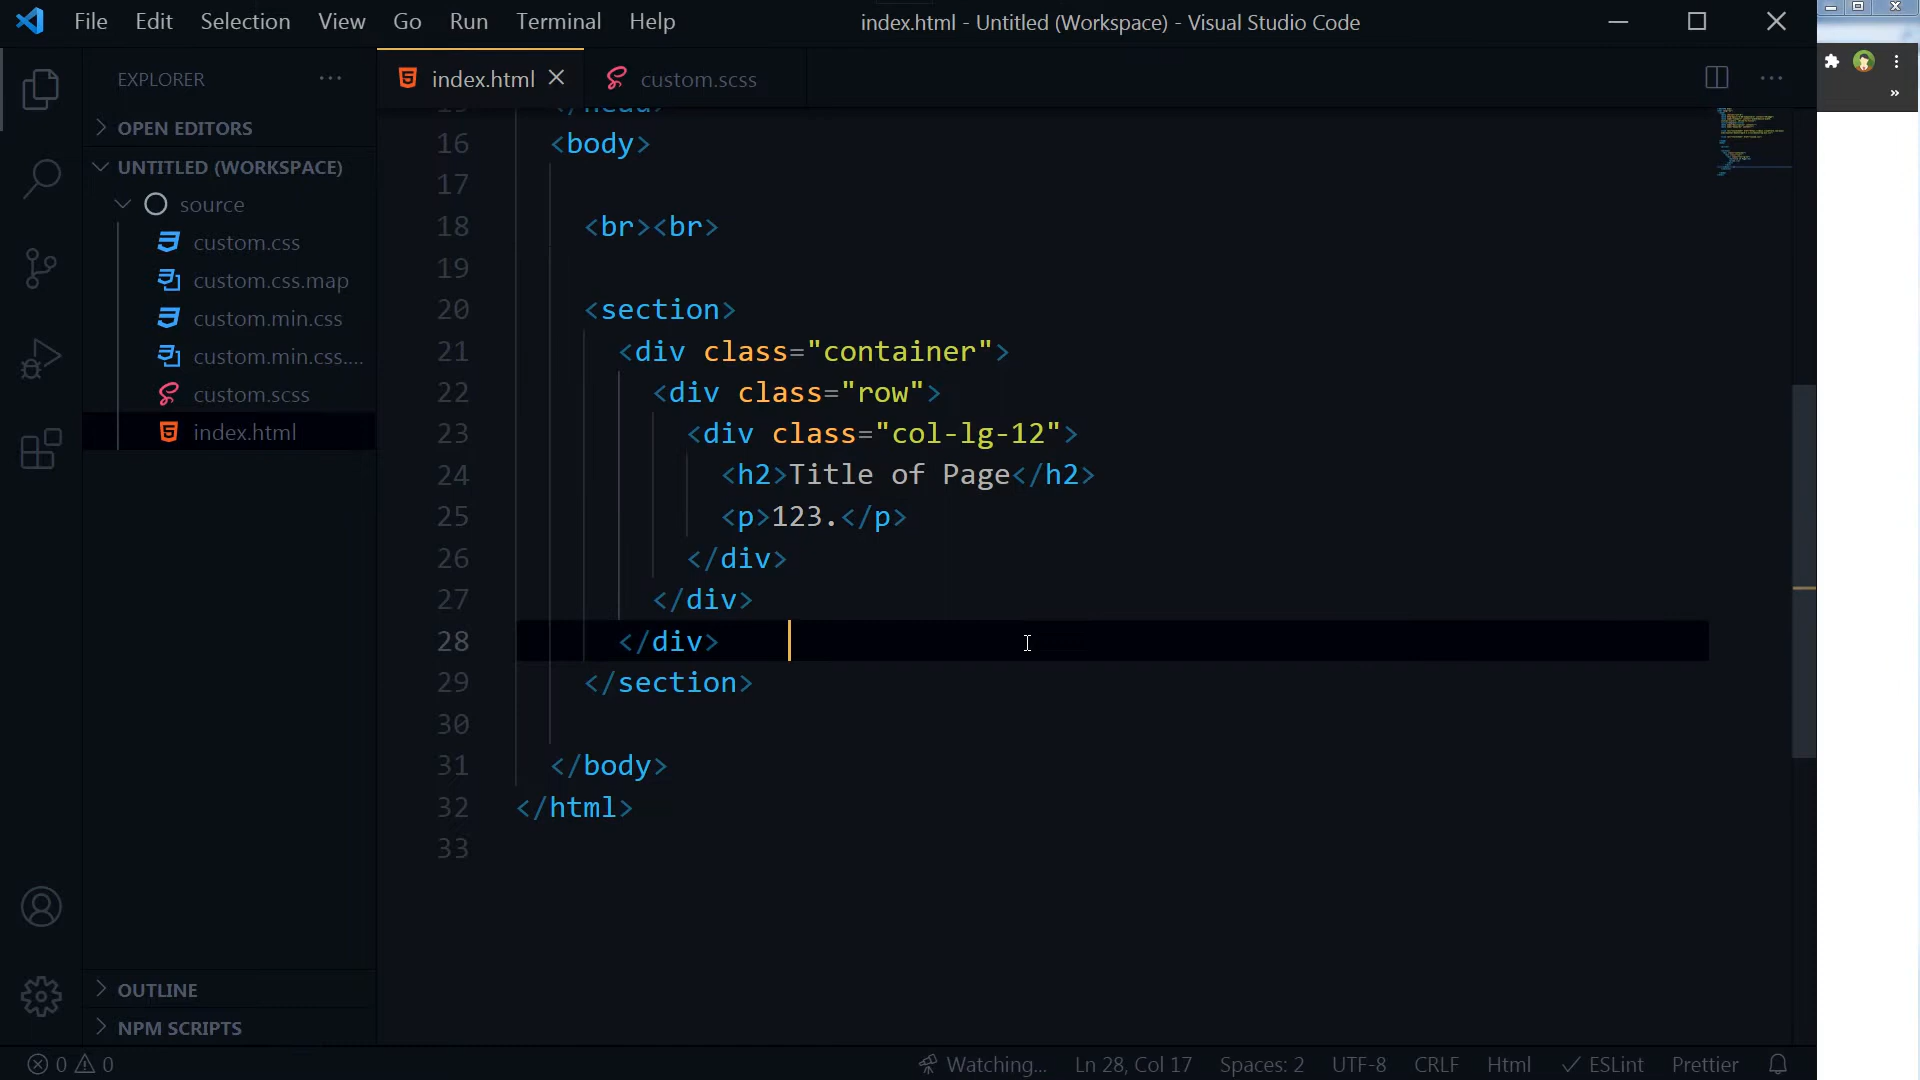 File Edit Selection View Go Run Terminal Help
index.html - Untitled (Workspace) - Visual Studio Code
EXPLORER
OPEN EDITORS
UNTITLED (WORKSPACE)
source
custom.css
custom.css.map
custom.min.css
custom.min.css....
custom.scss
index.html
OUTLINE
NPM SCRIPTS
index.html
custom.scss
15 </head>
16 <body>
17
18 <br><br>
19
20 <section>
21 <div class="container">
22 <div class="row">
23 <div class="col-lg-12">
24 <h2>Title of Page</h2>
25 <p>123.</p>
26 </div>
27 </div>
28 </div>
29 </section>
30
31 </body>
32 </html>
33
0 0 Watching... Ln 28, Col 17 Spaces: 2 UTF-8 CRLF Html ESLint Prettier